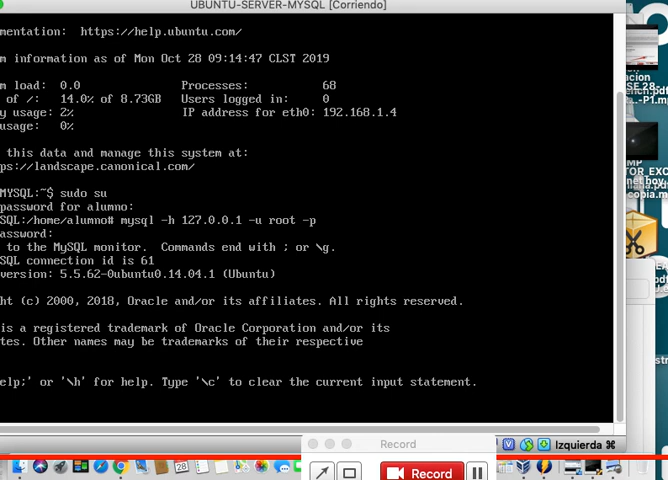 UBUNTU-SERVER-MYSQL [Corriendo]
mentation: https://help.ubuntu.com/
m information as of Mon Oct 28 09:14:47 CLST 2019
m load: 0.0 Processes: 68
of /: 14.0% of 8.73GB Users logged in: 0
y usage: 2% IP address for eth0: 192.168.1.4
usage: 0%
this data and manage this system at:
ps://landscape.canonical.com/
MYSQL:~$ sudo su
password for alumno:
SQL:/home/alumno# mysql -h 127.0.0.1 -u root -p
assword:
to the MySQL monitor. Commands end with ; or \g.
SQL connection id is 61
version: 5.5.62-0ubuntu0.14.04.1 (Ubuntu)
ht (c) 2000, 2018, Oracle and/or its affiliates. All rights reserved.
is a registered trademark of Oracle Corporation and/or its
tes. Other names may be trademarks of their respective
elp;' or '\h' for help. Type '\c' to clear the current input statement.
Izquierda ⌘
Record
Record
28